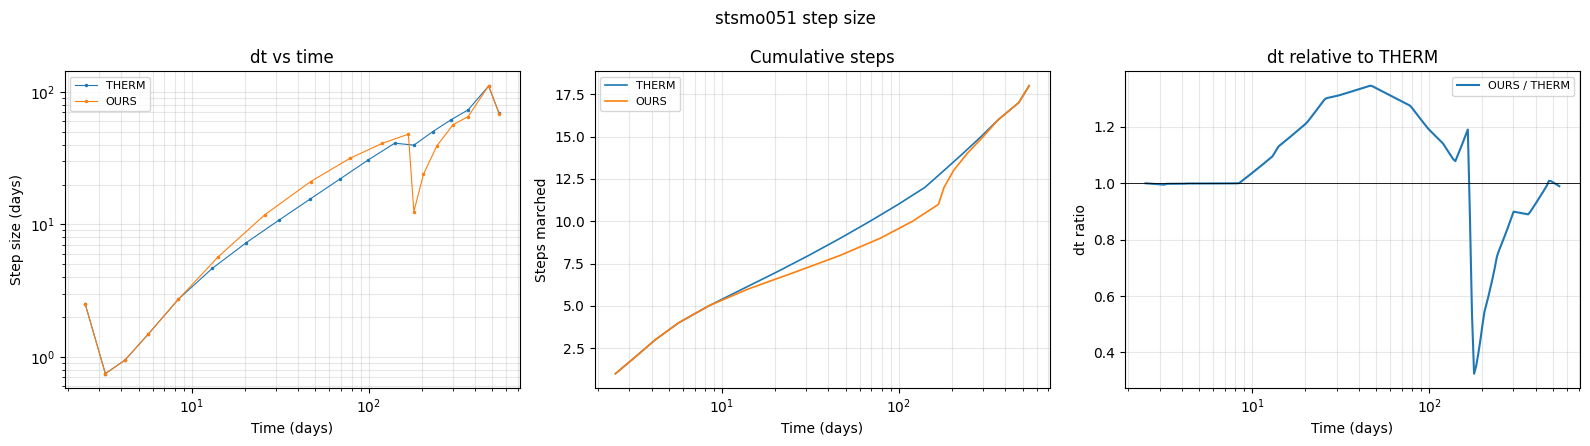 stsmo051 step size
dt vs time
THERM
OURS
10²
10¹
10⁰
Step size (days)
10¹
10²
Time (days)
Cumulative steps
THERM
OURS
17.5
15.0
12.5
10.0
7.5
5.0
2.5
Steps marched
10¹
10²
Time (days)
dt relative to THERM
OURS / THERM
1.2
1.0
0.8
0.6
0.4
dt ratio
10¹
10²
Time (days)